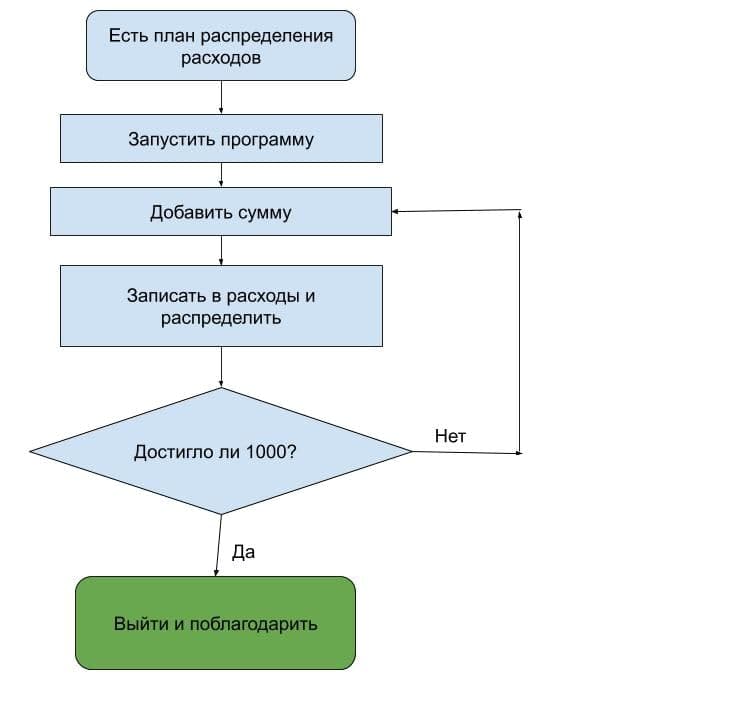 Есть план распределения
расходов
Запустить программу
Добавить сумму
Записать в расходы и
распределить
Достигло ли 1000?
Нет
Да
Выйти и поблагодарить